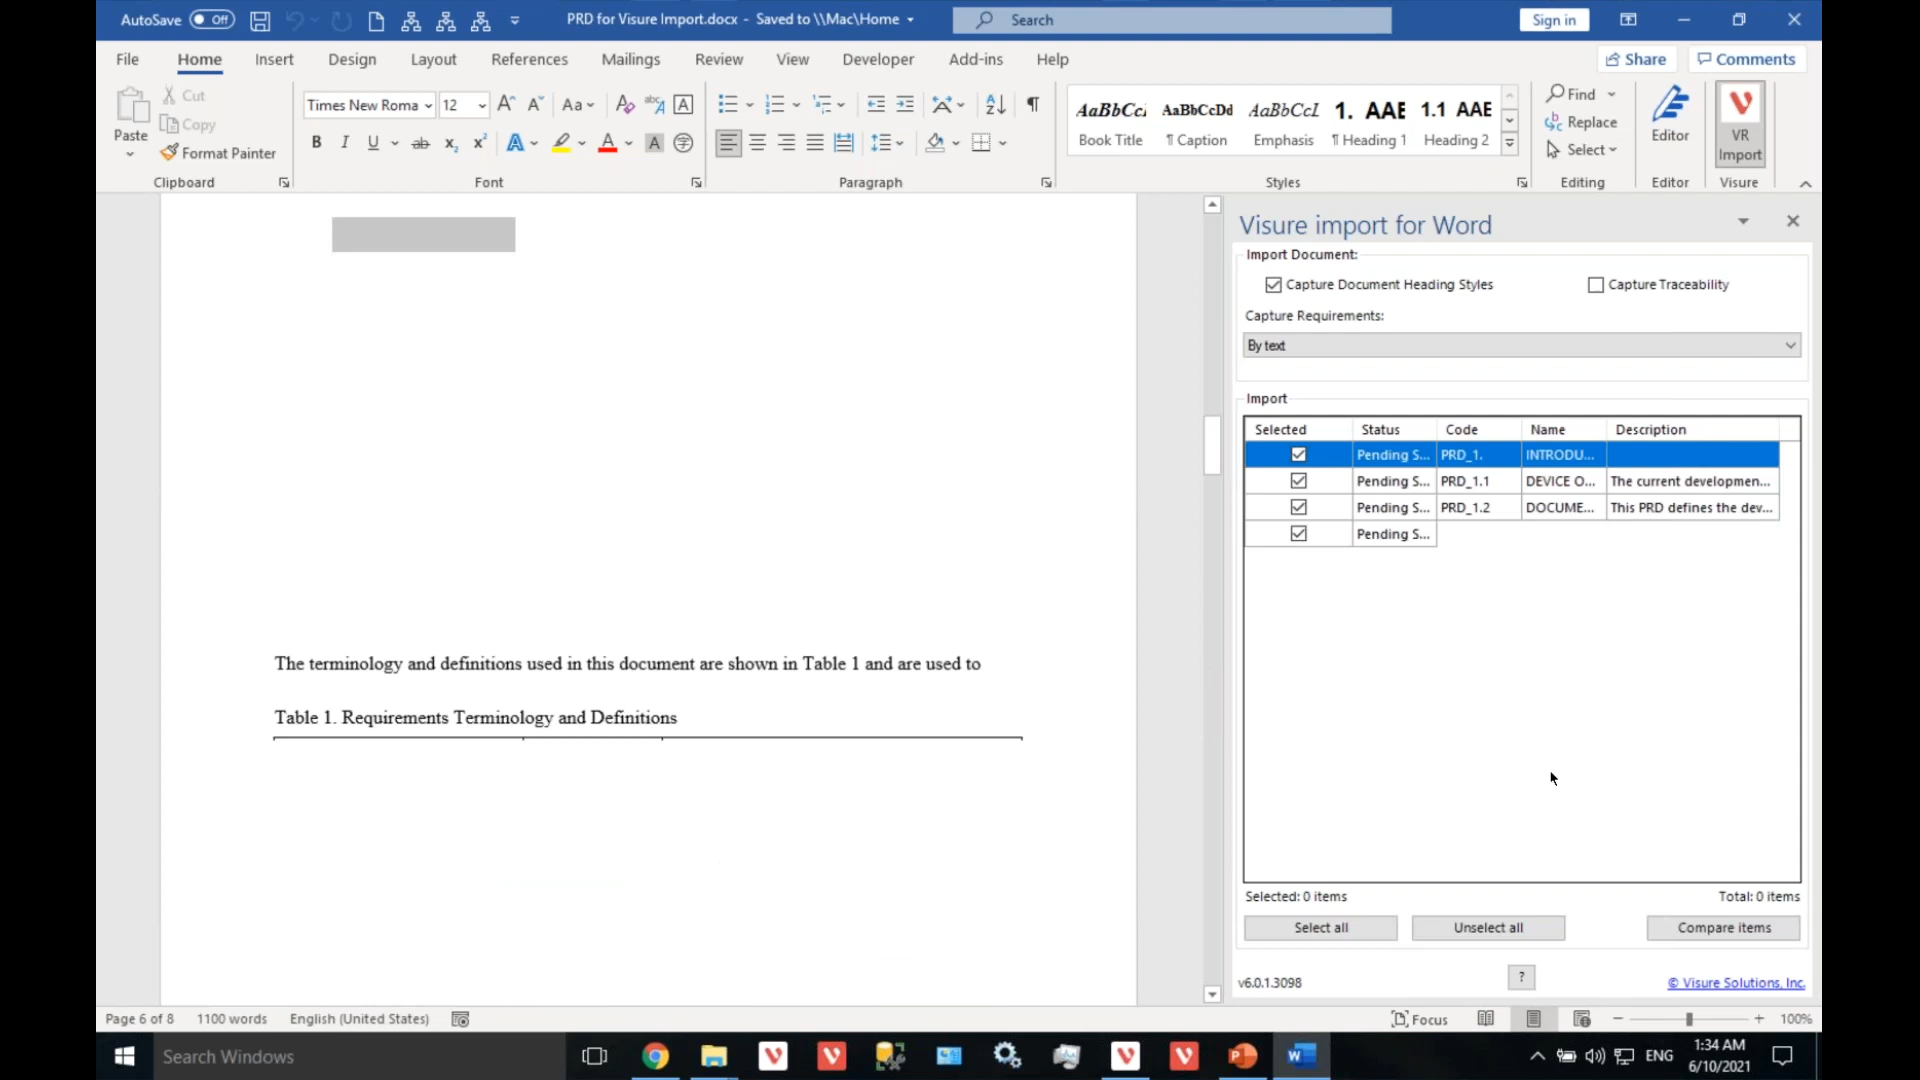 AutoSave Off PRD for Visure Import.docx - Saved to \\Mac\Home Search Sign in
File Home Insert Design Layout References Mailings Review View Developer Add-ins Help Share Comments
Paste Cut Copy Format Painter Clipboard
Times New Roma 12 Aa Font
Paragraph
AaBbCc. Book Title
AaBbCcDd ¶ Caption
AaBbCcI Emphasis
1. AAE ¶ Heading 1
1.1 AAE Heading 2
Styles
Find Replace Select Editing
Editor Editor
VR Import Visure
The terminology and definitions used in this document are shown in Table 1 and are used to
Table 1. Requirements Terminology and Definitions
Visure import for Word
Import Document:
Capture Document Heading Styles Capture Traceability
Capture Requirements:
By text
Import
Selected Status Code Name Description
Pending S... PRD_1. INTRODU...
Pending S... PRD_1.1 DEVICE O... The current developmen...
Pending S... PRD_1.2 DOCUME... This PRD defines the dev...
Pending S...
Selected: 0 items Total: 0 items
Select all Unselect all Compare items
v6.0.1.3098 ? © Visure Solutions, Inc.
Page 6 of 8 1100 words English (United States) Focus 100%
Search Windows ENG 1:34 AM
6/10/2021